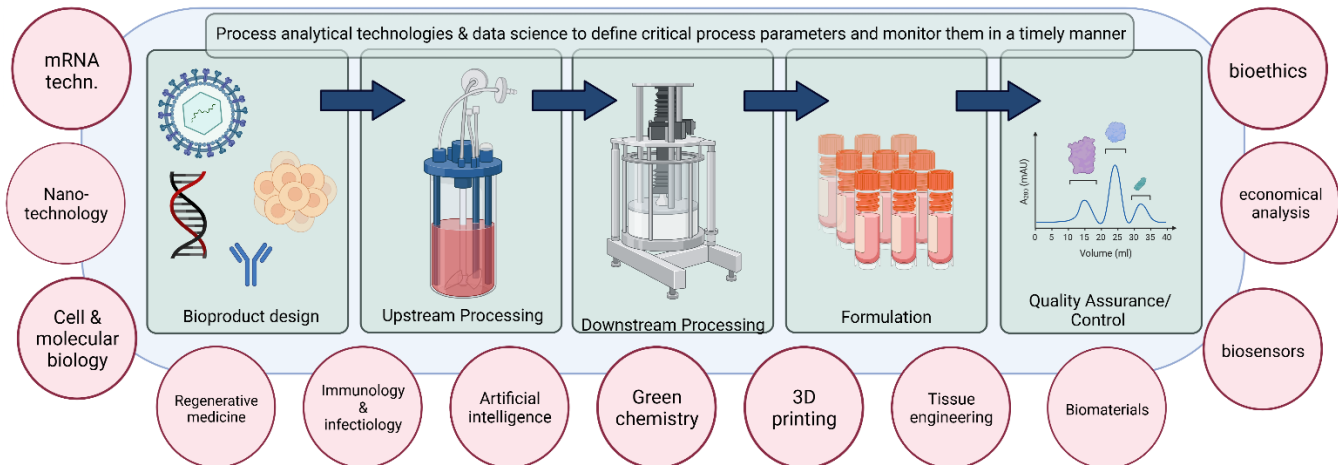 Process analytical technologies & data science to define critical process parameters and monitor them in a timely manner
mRNA
techn.
Nano-
technology
Cell &
molecular
biology
Bioproduct design
Upstream Processing
Downstream Processing
Formulation
A₂₈₀ (mAU)
0 5 10 15 20 25 30 35 40
Volume (ml)
Quality Assurance/
Control
bioethics
economical
analysis
biosensors
Regenerative
medicine
Immunology
&
infectiology
Artificial
intelligence
Green
chemistry
3D
printing
Tissue
engineering
Biomaterials